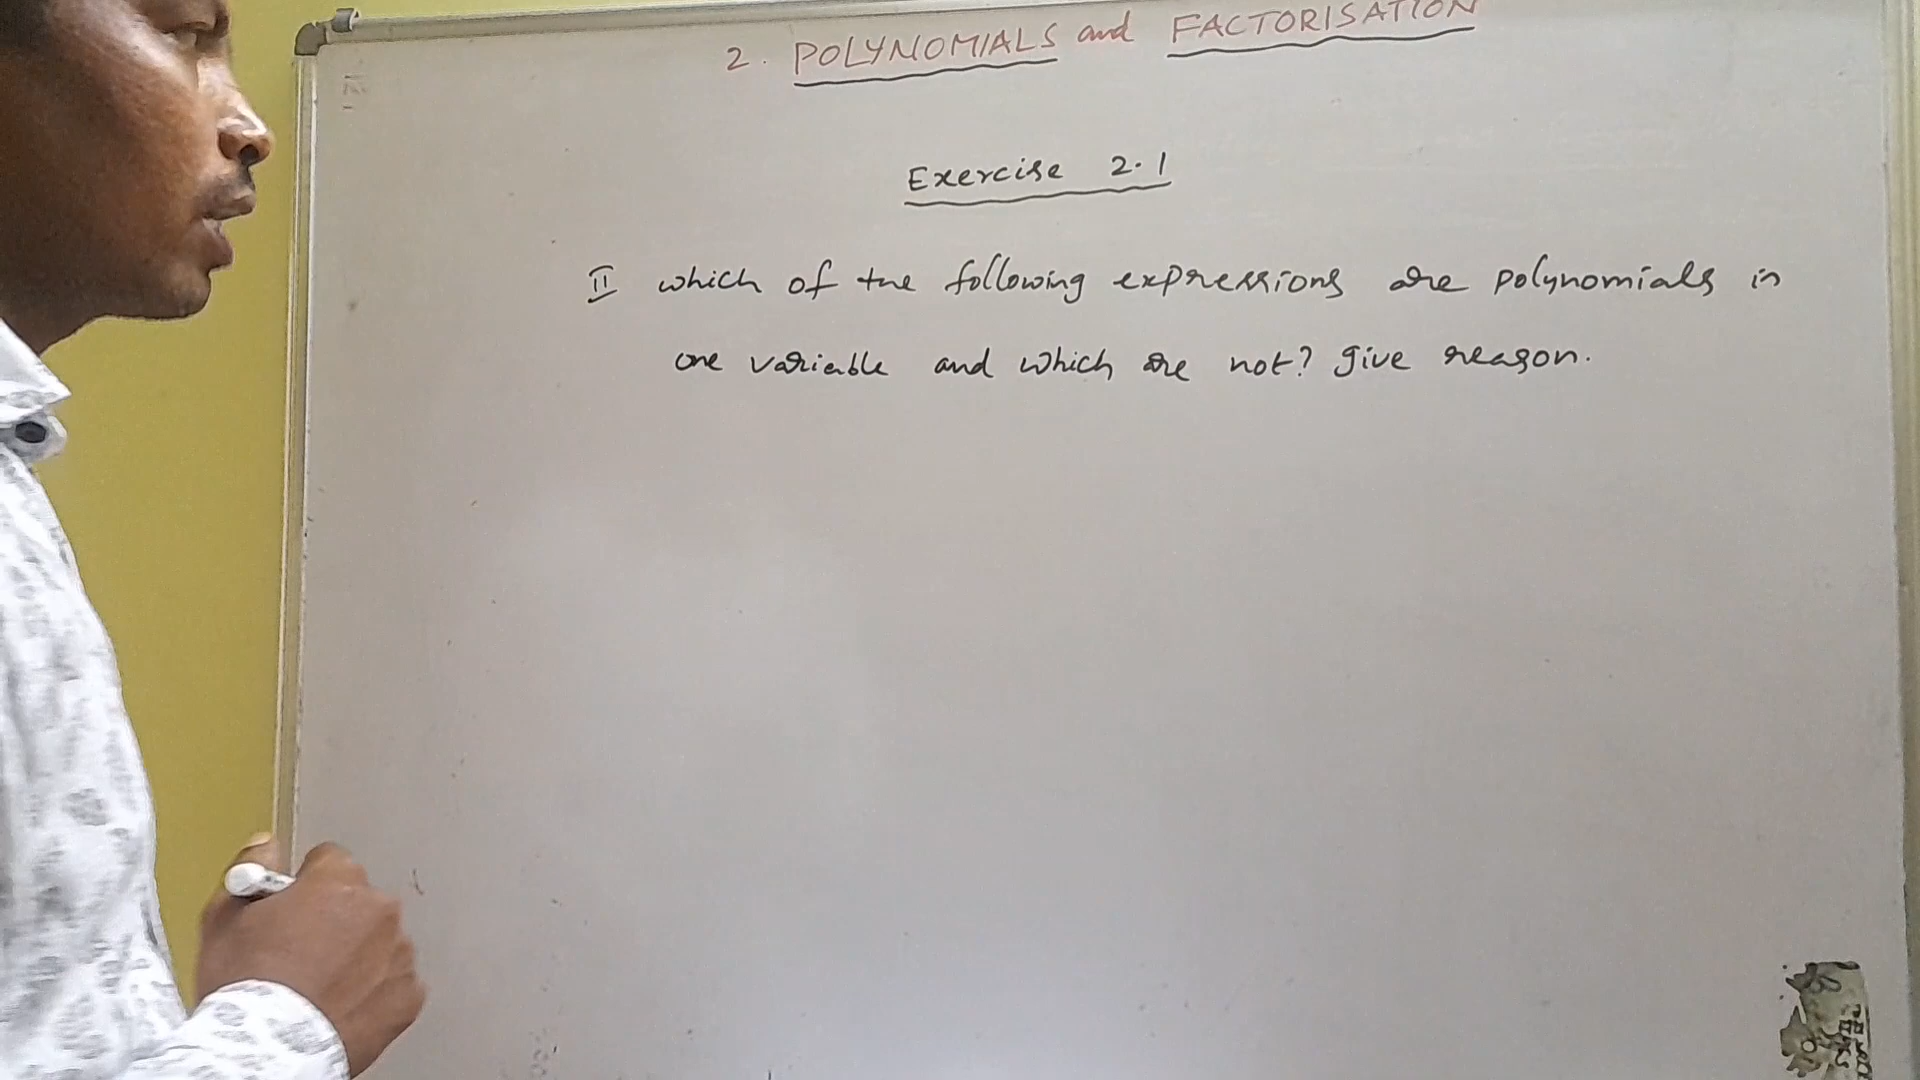 2. POLYNOMIALS and FACTORISATION
Exercise 2.1
II which of the following expressions are polynomials in
one variable and which are not? Give reason.